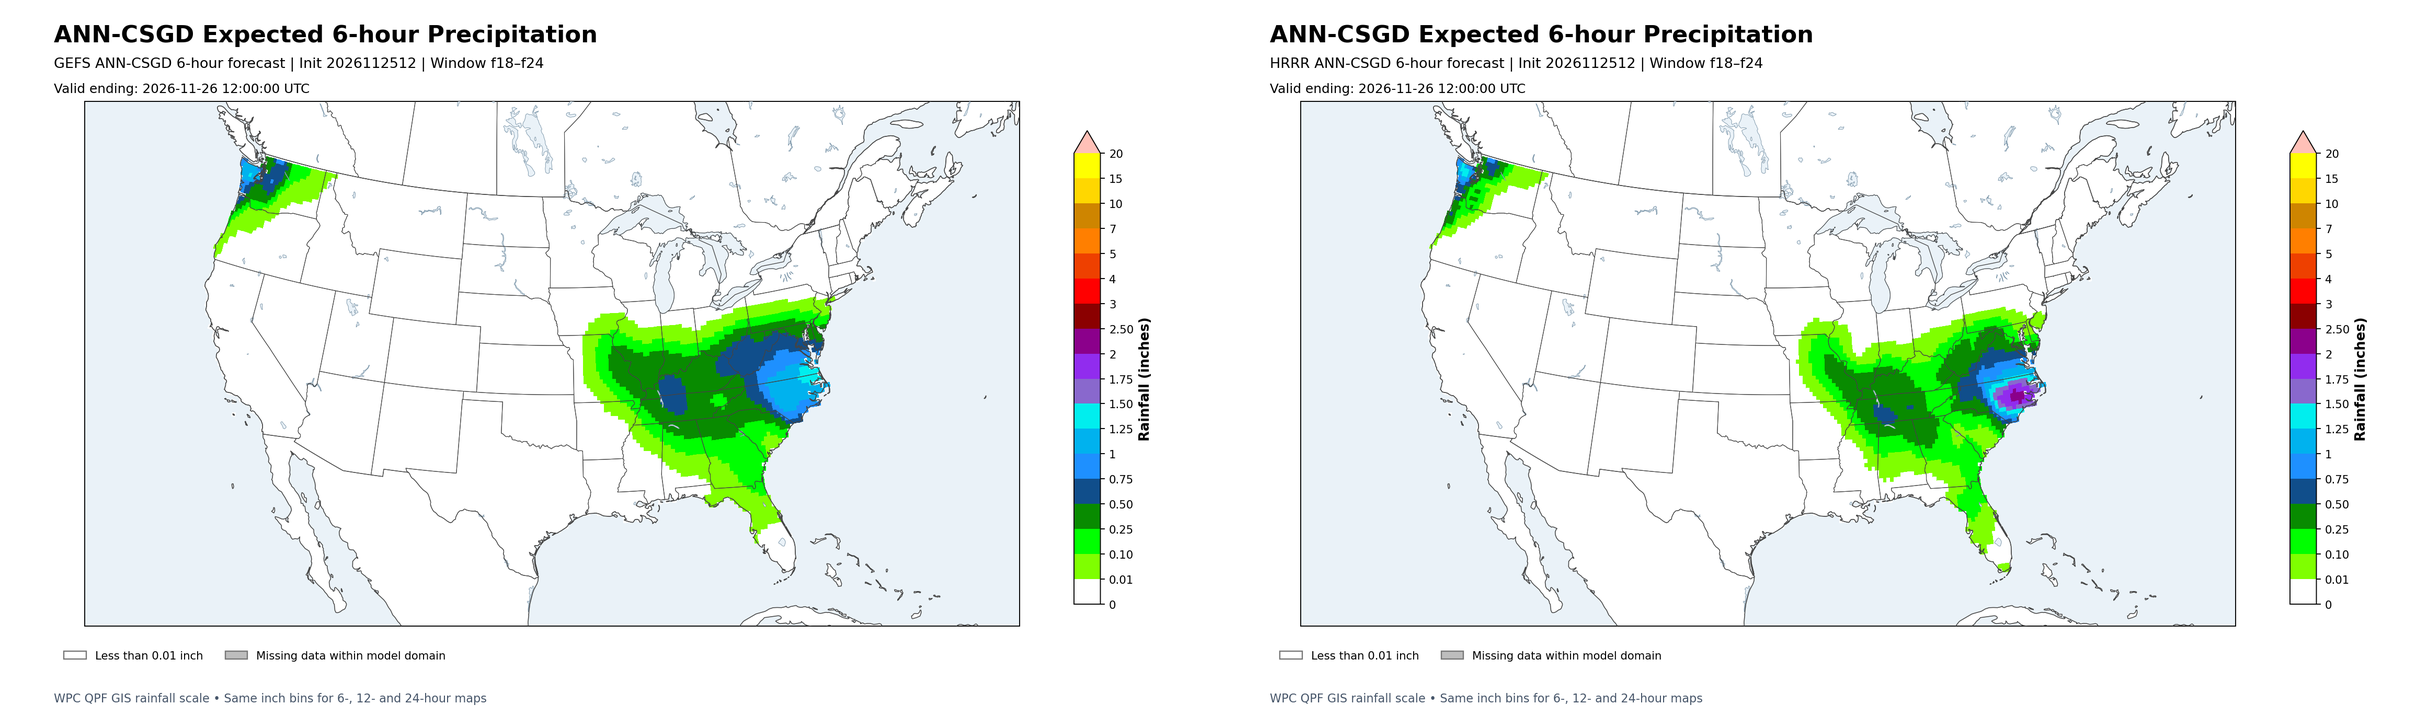 ANN-CSGD Expected 6-hour Precipitation
GEFS ANN-CSGD 6-hour forecast | Init 2026112512 | Window f18–f24
Valid ending: 2026-11-26 12:00:00 UTC
20
15
10
7
5
4
3
2.50
2
1.75
1.50
1.25
1
0.75
0.50
0.25
0.10
0.01
0
Rainfall (inches)
Less than 0.01 inch
Missing data within model domain
WPC QPF GIS rainfall scale • Same inch bins for 6-, 12- and 24-hour maps
ANN-CSGD Expected 6-hour Precipitation
HRRR ANN-CSGD 6-hour forecast | Init 2026112512 | Window f18–f24
Valid ending: 2026-11-26 12:00:00 UTC
20
15
10
7
5
4
3
2.50
2
1.75
1.50
1.25
1
0.75
0.50
0.25
0.10
0.01
0
Rainfall (inches)
Less than 0.01 inch
Missing data within model domain
WPC QPF GIS rainfall scale • Same inch bins for 6-, 12- and 24-hour maps